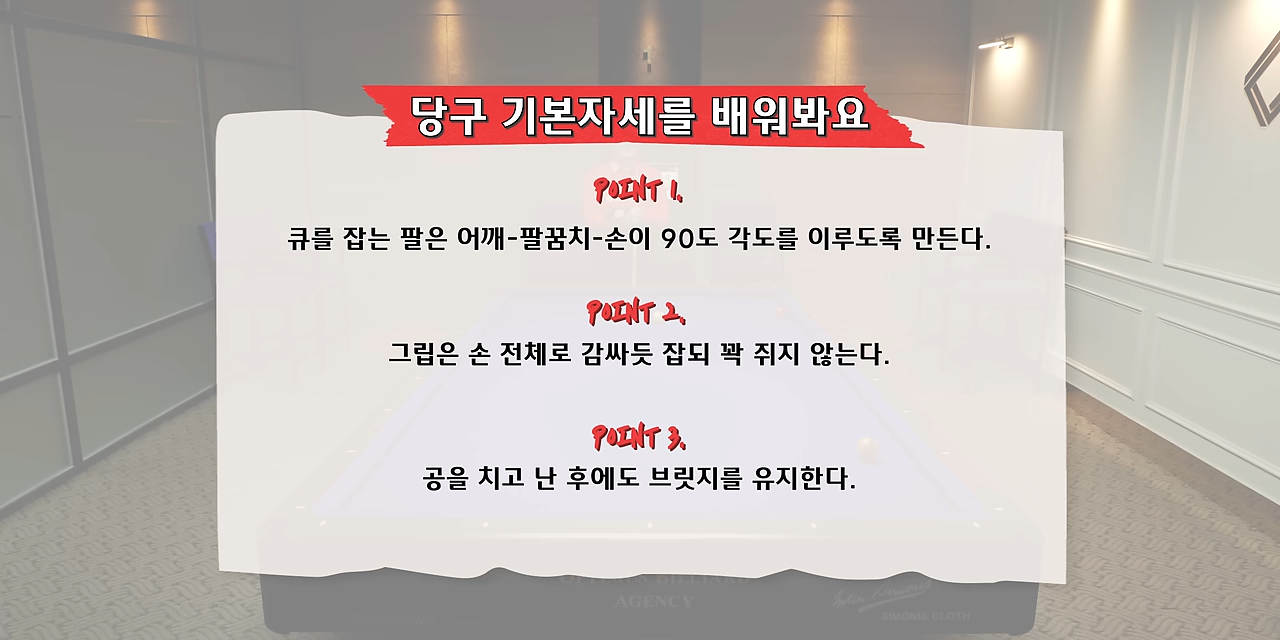 당구 기본자세를 배워봐요
POINT 1.
큐를 잡는 팔은 어깨-팔꿈치-손이 90도 각도를 이루도록 만든다.
POINT 2.
그립은 손 전체로 감싸듯 잡되 꽉 쥐지 않는다.
POINT 3.
공을 치고 난 후에도 브릿지를 유지한다.
BILLIARD
AGENCY
SIMONIS CLOTH